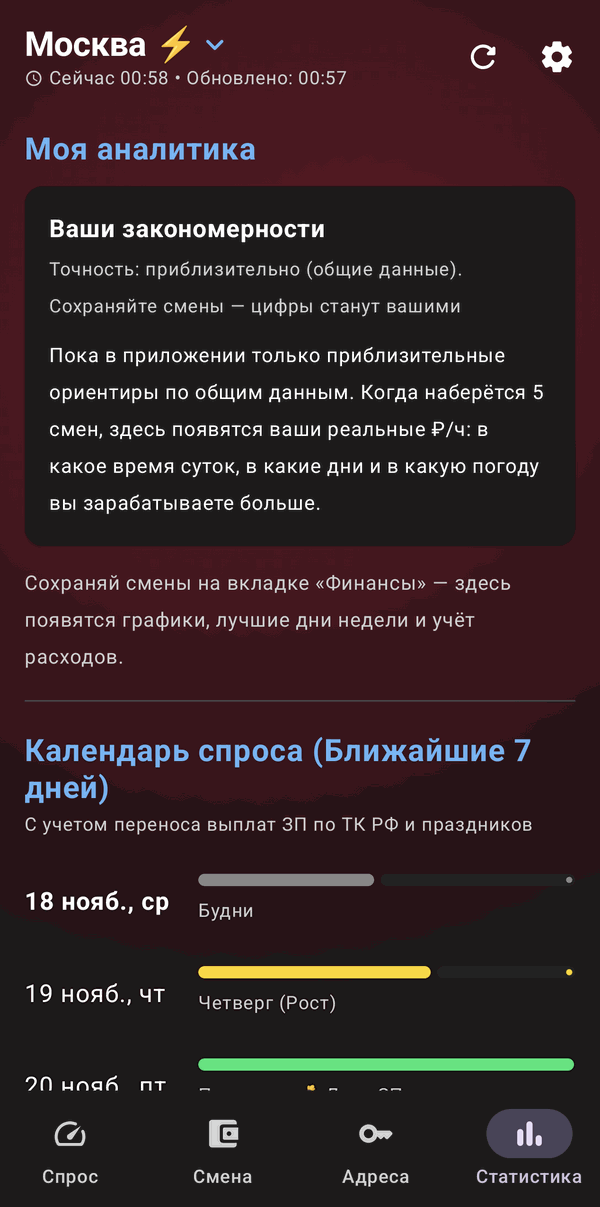 Москва ⚡
Сейчас 00:58 • Обновлено: 00:57
Моя аналитика
Ваши закономерности
Точность: приблизительно (общие данные).
Сохраняйте смены — цифры станут вашими
Пока в приложении только приблизительные
ориентиры по общим данным. Когда наберётся 5
смен, здесь появятся ваши реальные ₽/ч: в
какое время суток, в какие дни и в какую погоду
вы зарабатываете больше.
Сохраняй смены на вкладке «Финансы» — здесь
появятся графики, лучшие дни недели и учёт
расходов.
Календарь спроса (Ближайшие 7
дней)
С учетом переноса выплат ЗП по ТК РФ и праздников
18 нояб., ср
Будни
19 нояб., чт
Четверг (Рост)
20 нояб., пт
Спрос
Смена
Адреса
Статистика